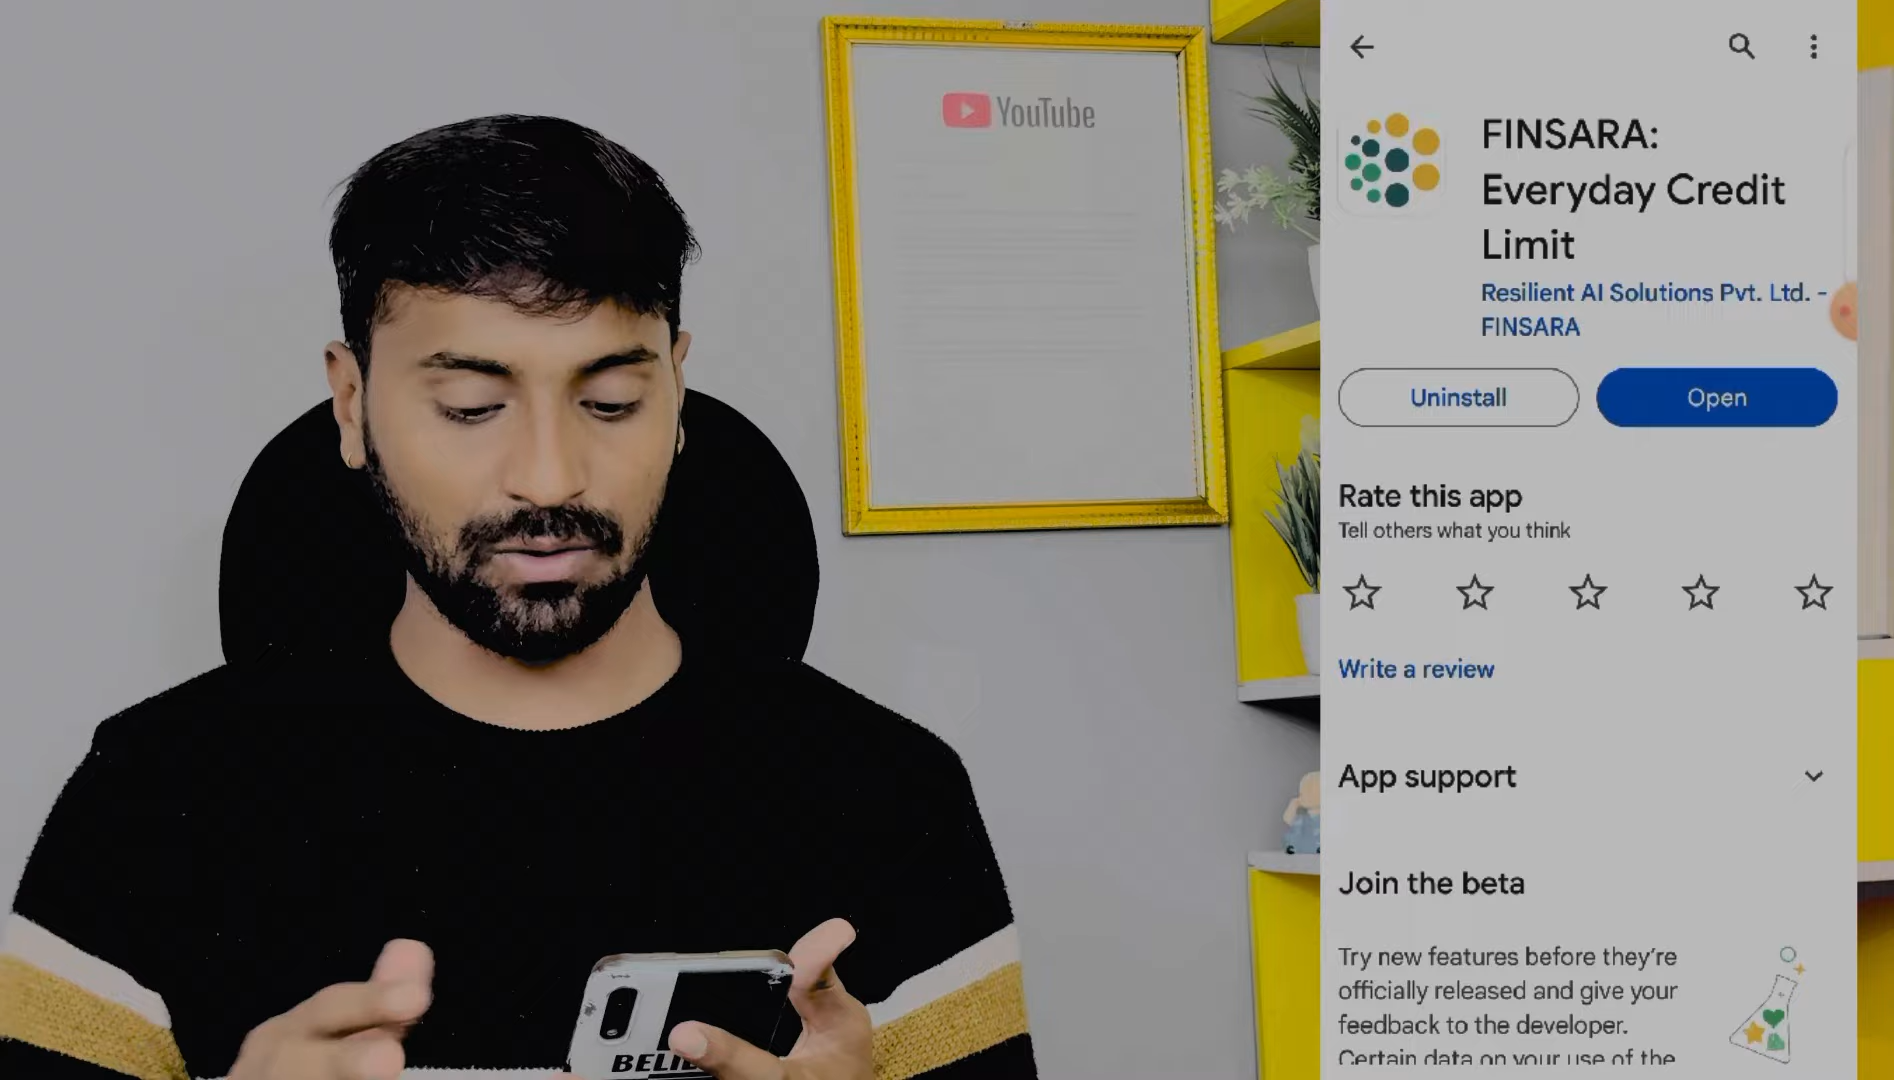 YouTube
FINSARA:
Everyday Credit
Limit
Resilient AI Solutions Pvt. Ltd. -
FINSARA
Uninstall
Open
Rate this app
Tell others what you think
Write a review
App support
Join the beta
Try new features before they're
officially released and give your
feedback to the developer.
Certain data on your use of the